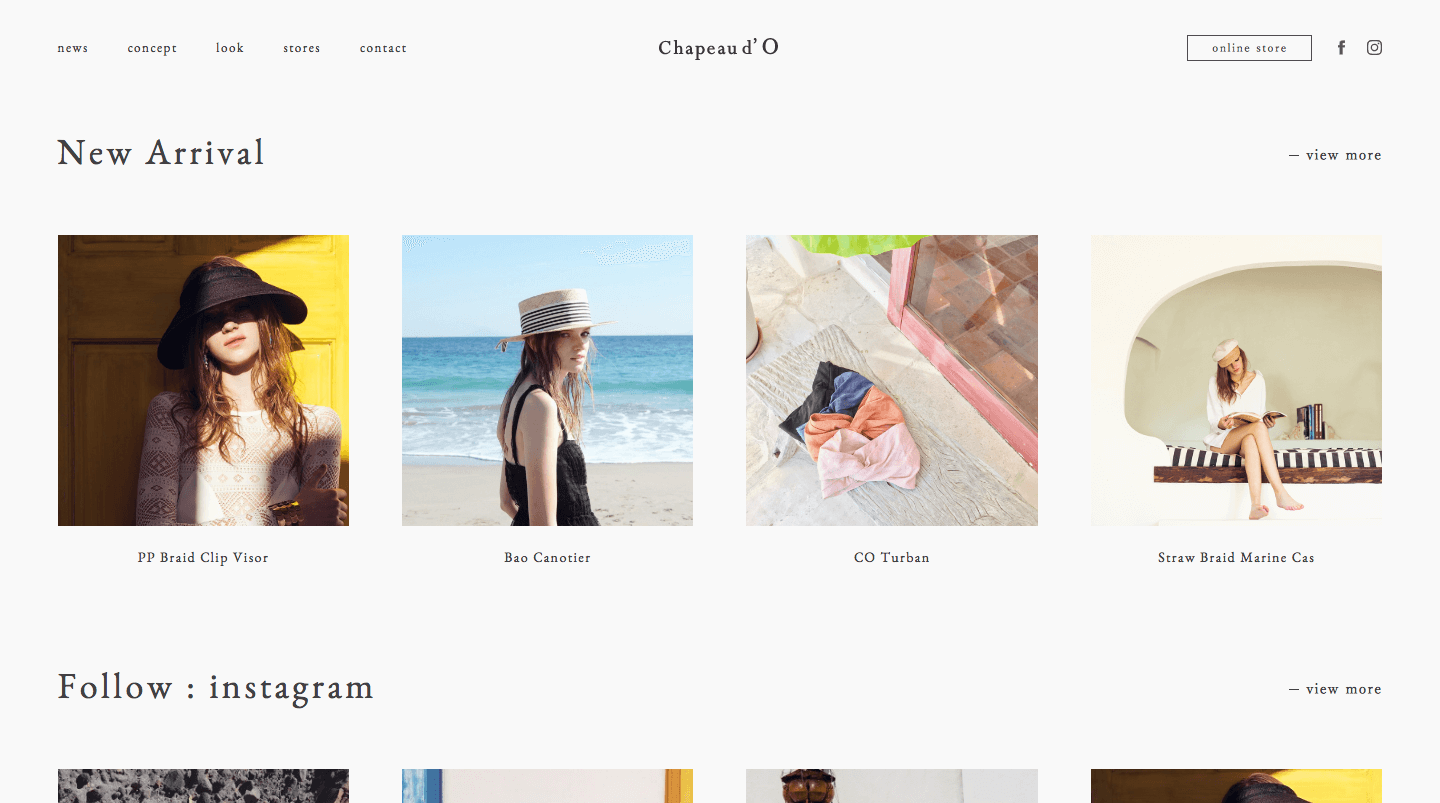 news
concept
look
stores
contact
Chapeau d' O
online store
New Arrival
— view more
PP Braid Clip Visor
Bao Canotier
CO Turban
Straw Braid Marine Cas
Follow : instagram
— view more